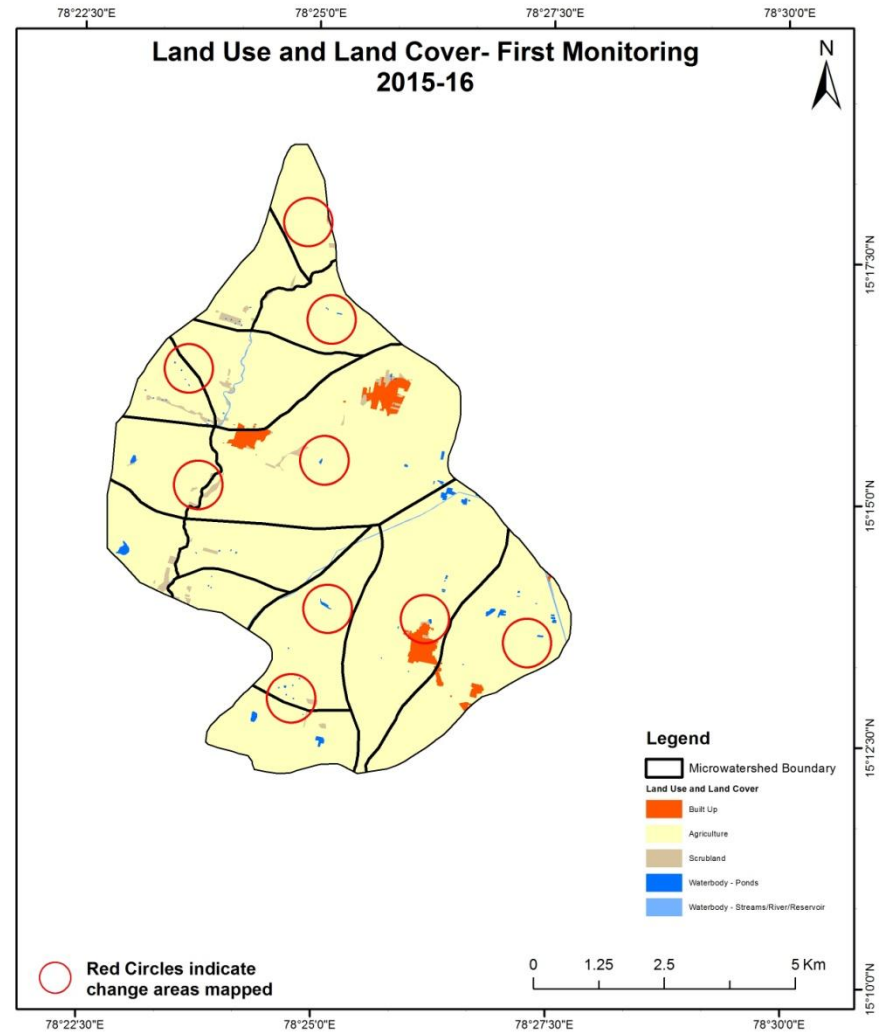 78°22'30"E 78°25'0"E 78°27'30"E 78°30'0"E
Land Use and Land Cover- First Monitoring
2015-16
N
15°17'30"N
15°15'0"N
15°12'30"N
15°10'0"N
Legend
Microwatershed Boundary
Land Use and Land Cover
Built Up
Agriculture
Scrubland
Waterbody - Ponds
Waterbody - Streams/River/Reservoir
Red Circles indicate
change areas mapped
0 1.25 2.5 5 Km
78°22'30"E 78°25'0"E 78°27'30"E 78°30'0"E